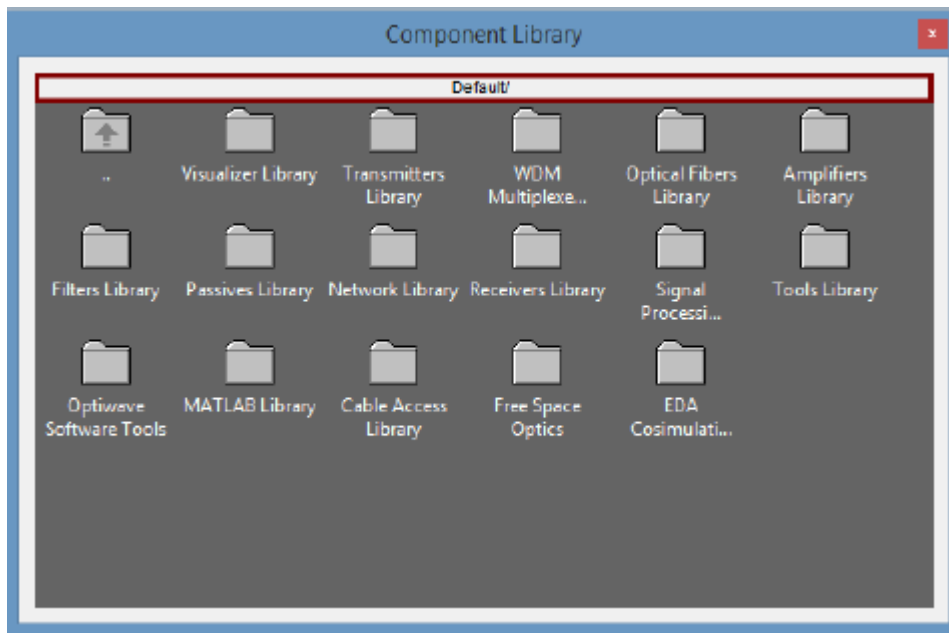 Component Library
x
Default/
..
Visualizer Library
Transmitters
Library
WDM
Multiplexe...
Optical Fibers
Library
Amplifiers
Library
Filters Library
Passives Library
Network Library
Receivers Library
Signal
Processi...
Tools Library
Optiwave
Software Tools
MATLAB Library
Cable Access
Library
Free Space
Optics
EDA
Cosimulati...